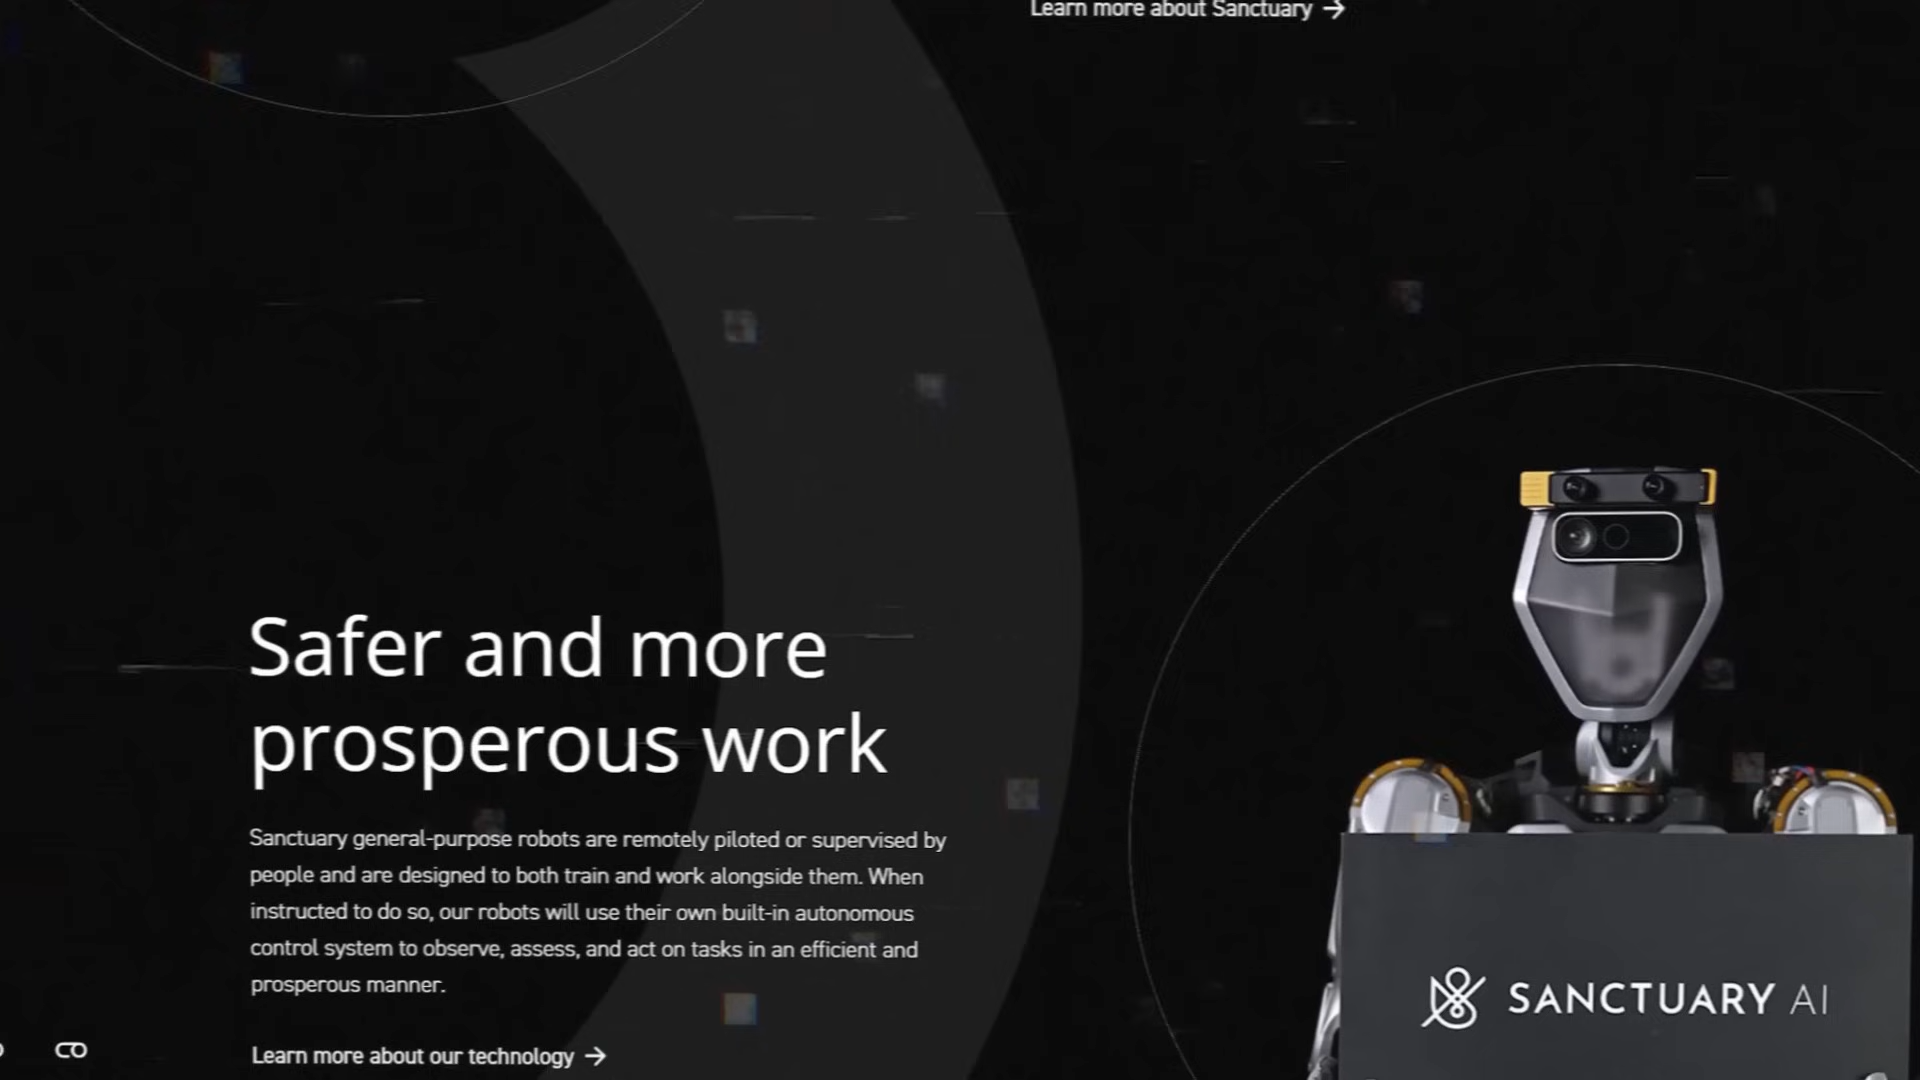 Learn more about Sanctuary →
Safer and more
prosperous work
Sanctuary general-purpose robots are remotely piloted or supervised by
people and are designed to both train and work alongside them. When
instructed to do so, our robots will use their own built-in autonomous
control system to observe, assess, and act on tasks in an efficient and
prosperous manner.
Learn more about our technology →
SANCTUARY AI